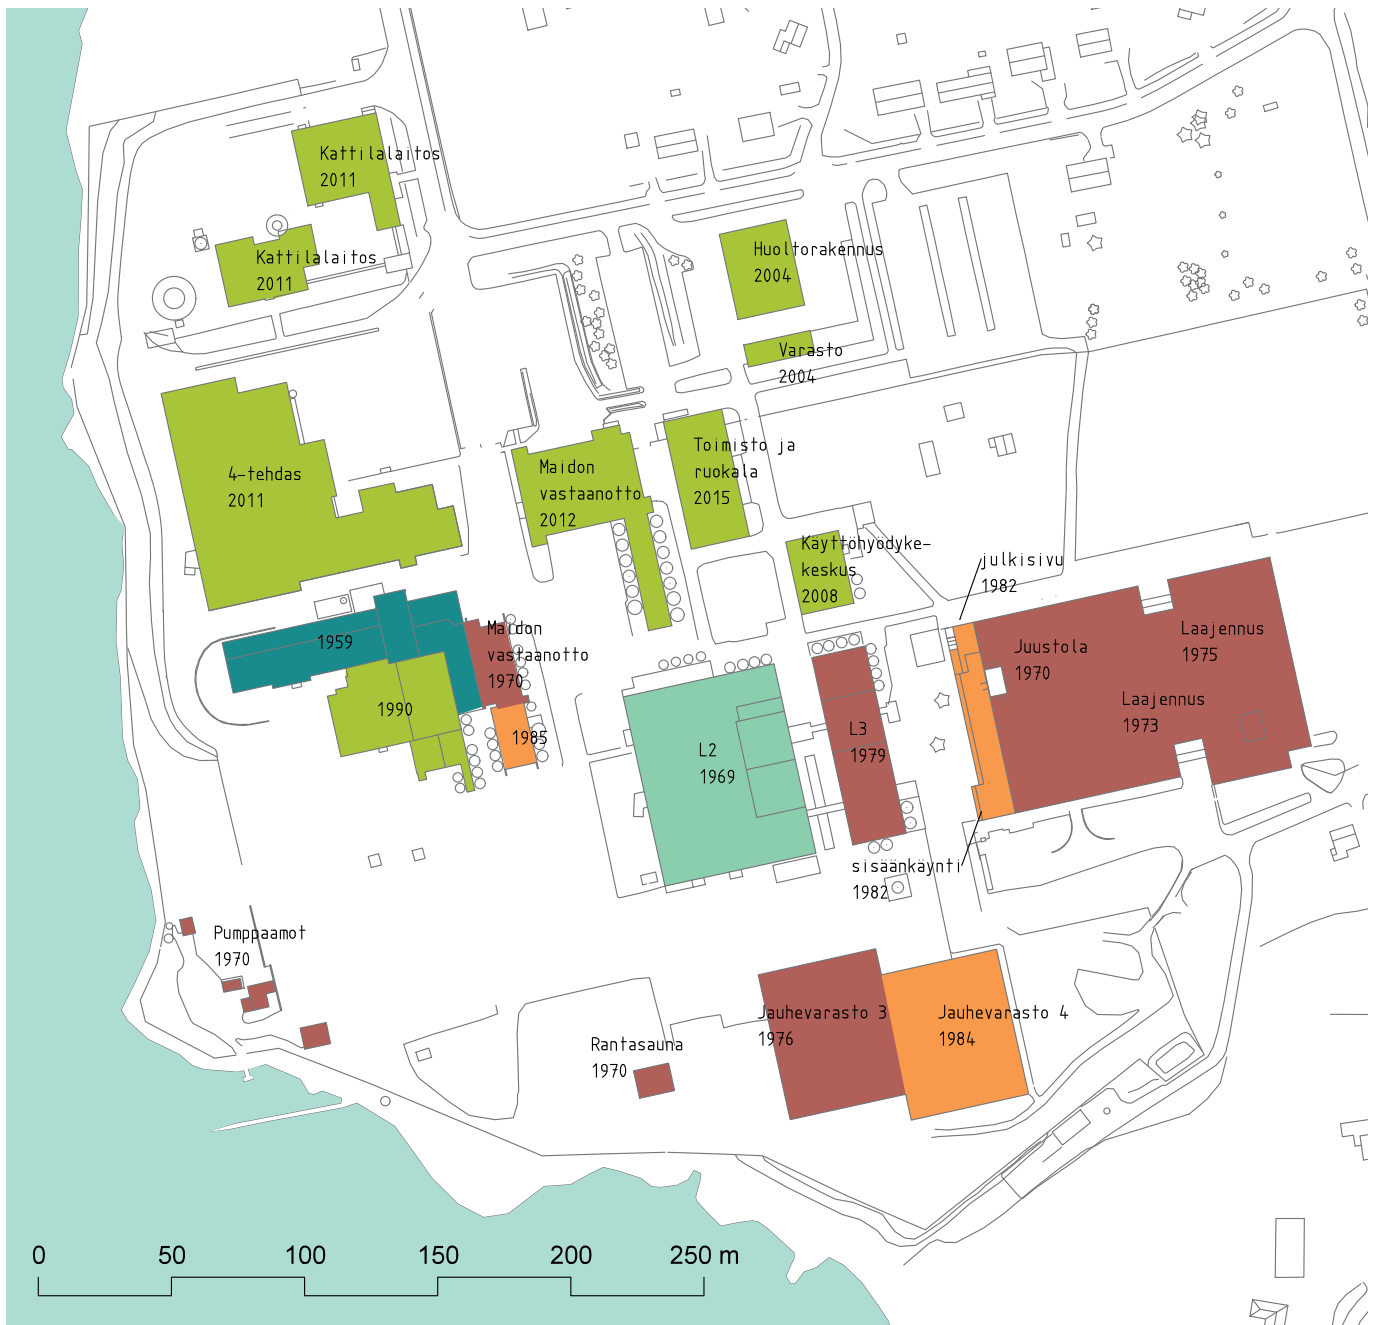 Kattilalaitos
2011
Kattilalaitos
2011
Huoltorakennus
2004
Varasto
2004
4-tehdas
2011
Maidon
vastaanotto
2012
Toimisto ja
ruokala
2015
Käyttöhyödyke-
keskus
2008
julkisivu
1982
1959
Maidon
vastaanotto
1970
1990
1985
Juustola
1970
Laajennus
1975
Laajennus
1973
L2
1969
L3
1979
sisäänkäynti
1982
Pumppaamot
1970
Rantasauna
1970
Jauhevarasto 3
1976
Jauhevarasto 4
1984
0 50 100 150 200 250 m